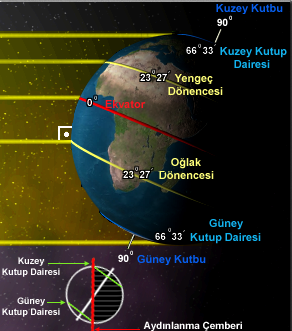 Kuzey Kutbu
90°
66° 33'
Kuzey Kutup
Dairesi
23° 27'
Yengeç
Dönencesi
0°
Ekvator
Oğlak
Dönencesi
23° 27'
Güney
Kutup Dairesi
66° 33'
90°
Güney Kutbu
Kuzey
Kutup Dairesi
Güney
Kutup Dairesi
Aydınlanma Çemberi